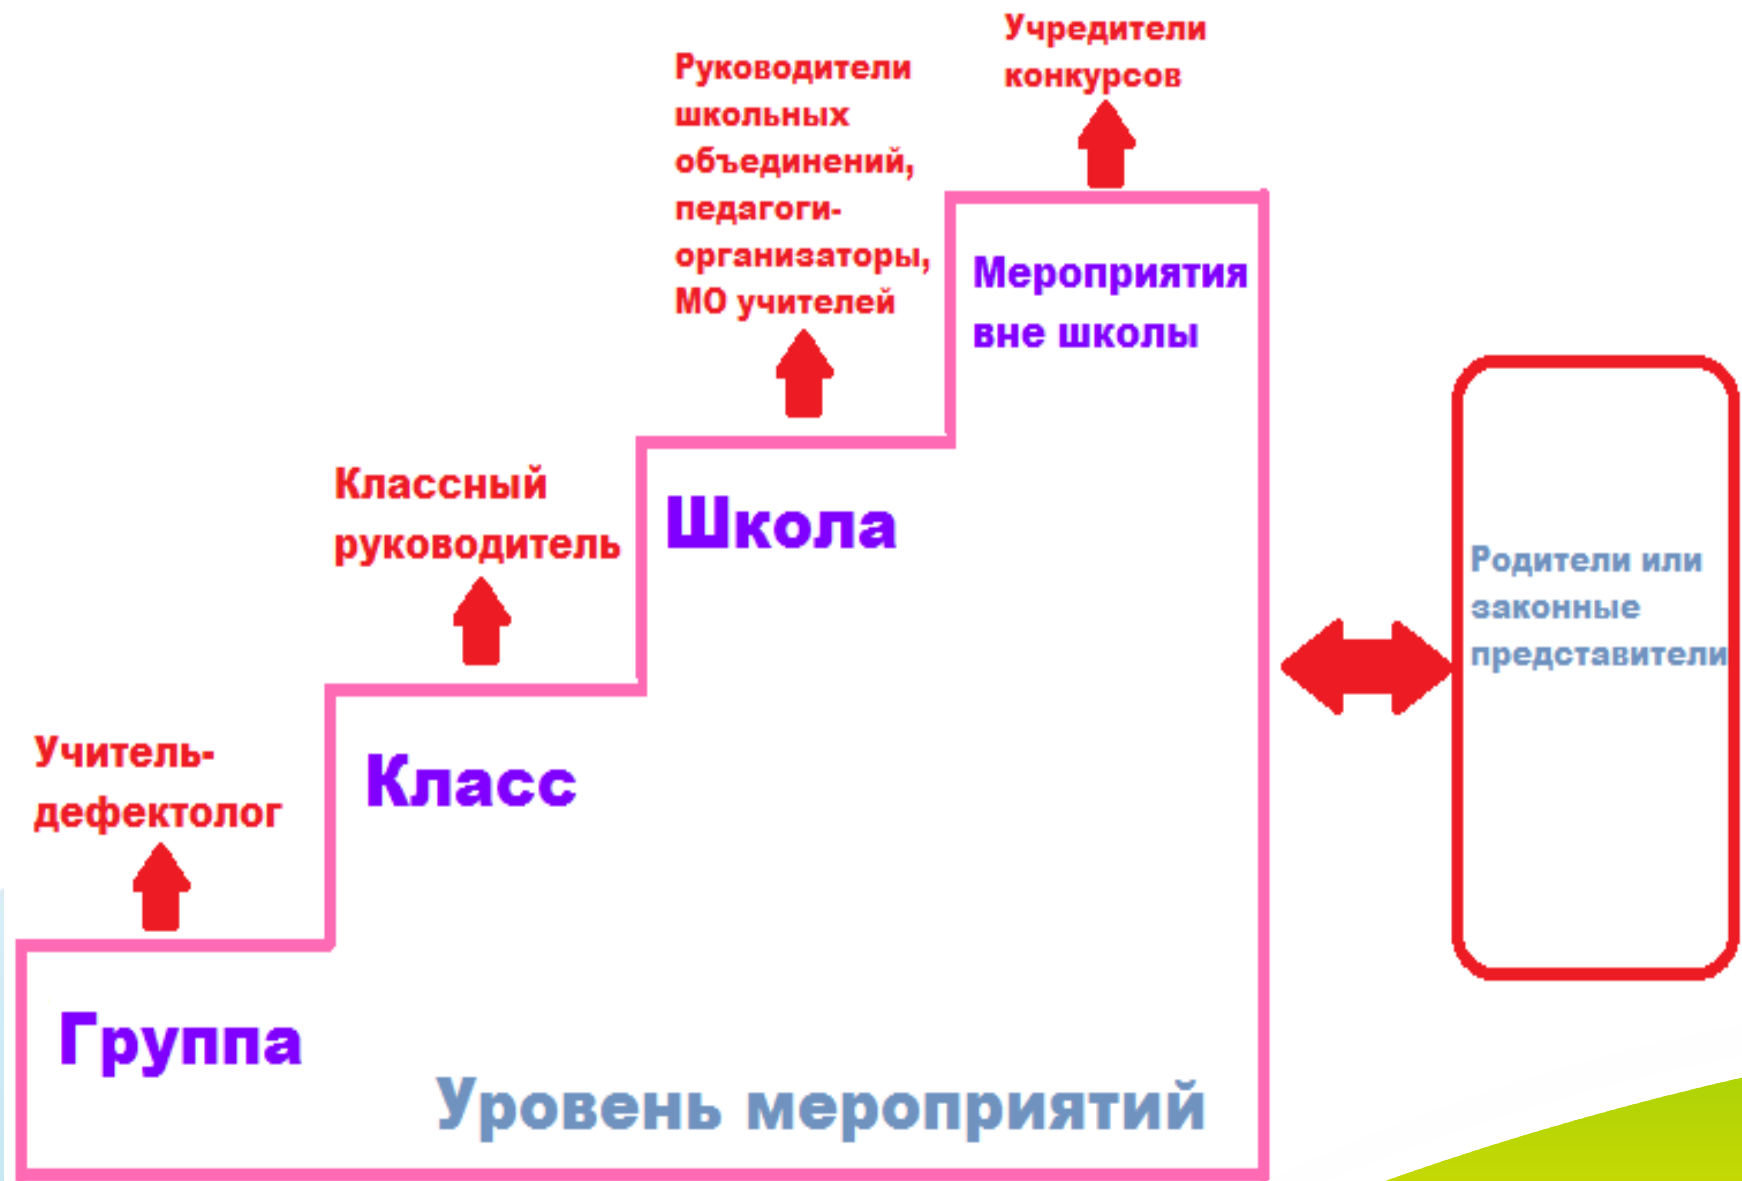 Учредители
конкурсов
Руководители
школьных
объединений,
педагоги-
организаторы,
МО учителей
Мероприятия
вне школы
Классный
руководитель
Школа
Родители или
законные
представители
Учитель-
дефектолог
Класс
Группа
Уровень мероприятий